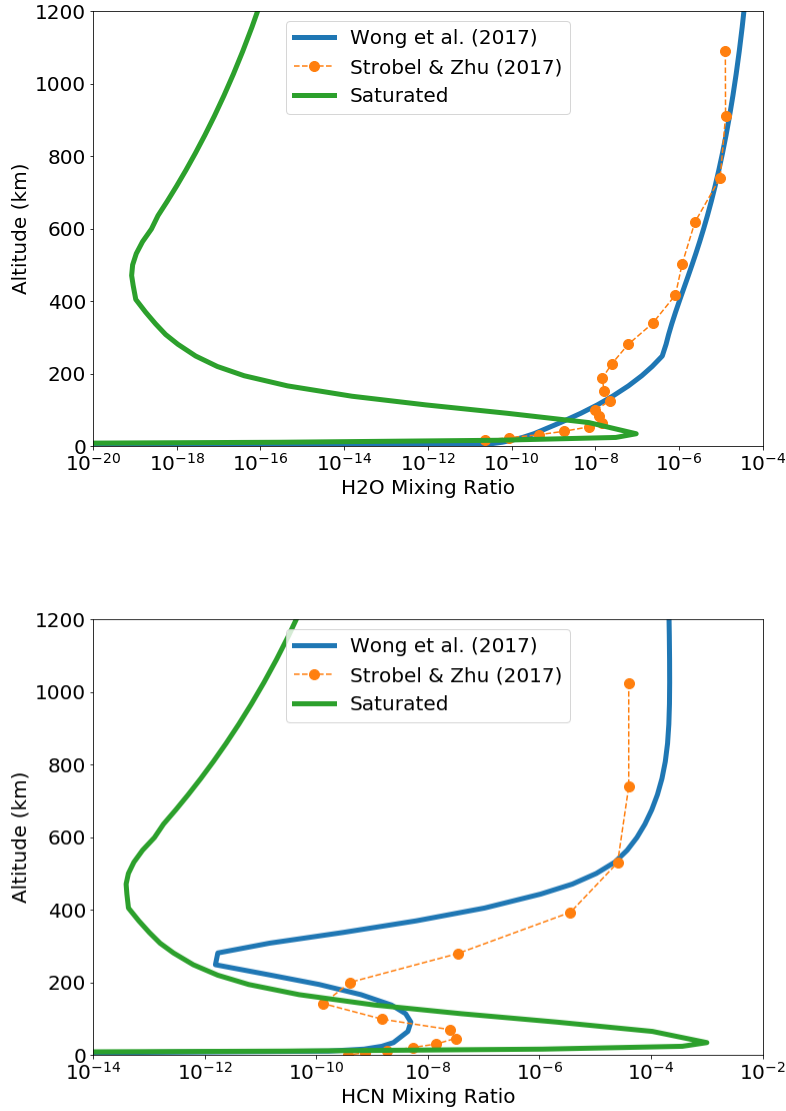 1200
1000
800
600
400
200
0
Altitude (km)
Wong et al. (2017)
Strobel & Zhu (2017)
Saturated
10⁻²⁰ 10⁻¹⁸ 10⁻¹⁶ 10⁻¹⁴ 10⁻¹² 10⁻¹⁰ 10⁻⁸ 10⁻⁶ 10⁻⁴
H2O Mixing Ratio
1200
1000
800
600
400
200
0
Altitude (km)
Wong et al. (2017)
Strobel & Zhu (2017)
Saturated
10⁻¹⁴ 10⁻¹² 10⁻¹⁰ 10⁻⁸ 10⁻⁶ 10⁻⁴ 10⁻²
HCN Mixing Ratio